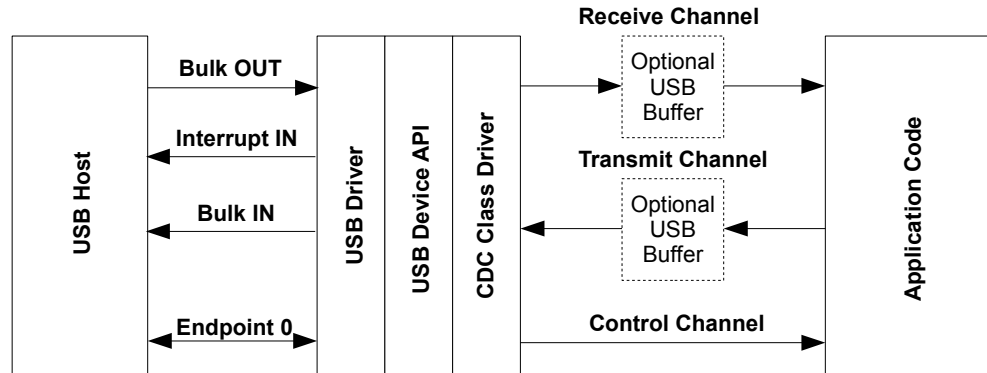 Receive Channel
USB Host
Bulk OUT
Interrupt IN
Bulk IN
Endpoint 0
USB Driver
USB Device API
CDC Class Driver
Optional
USB
Buffer
Transmit Channel
Optional
USB
Buffer
Control Channel
Application Code